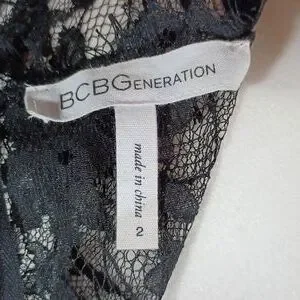 BCBGENERATION
made in china
2